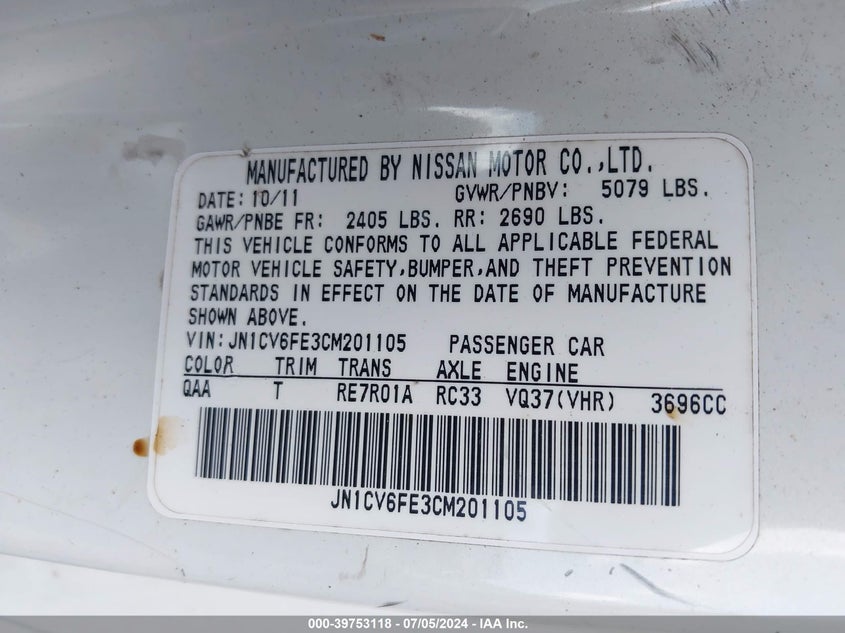 MANUFACTURED BY NISSAN MOTOR CO.,LTD.
DATE: 10/11 GVWR/PNBV: 5079 LBS.
GAWR/PNBE FR: 2405 LBS. RR: 2690 LBS.
THIS VEHICLE CONFORMS TO ALL APPLICABLE FEDERAL
MOTOR VEHICLE SAFETY,BUMPER,AND THEFT PREVENTION
STANDARDS IN EFFECT ON THE DATE OF MANUFACTURE
SHOWN ABOVE.
VIN:JN1CV6FE3CM201105 PASSENGER CAR
COLOR TRIM TRANS AXLE ENGINE
QAA T RE7R01A RC33 VQ37(VHR) 3696CC
JN1CV6FE3CM201105
000-39753118 - 07/05/2024 - IAA Inc.